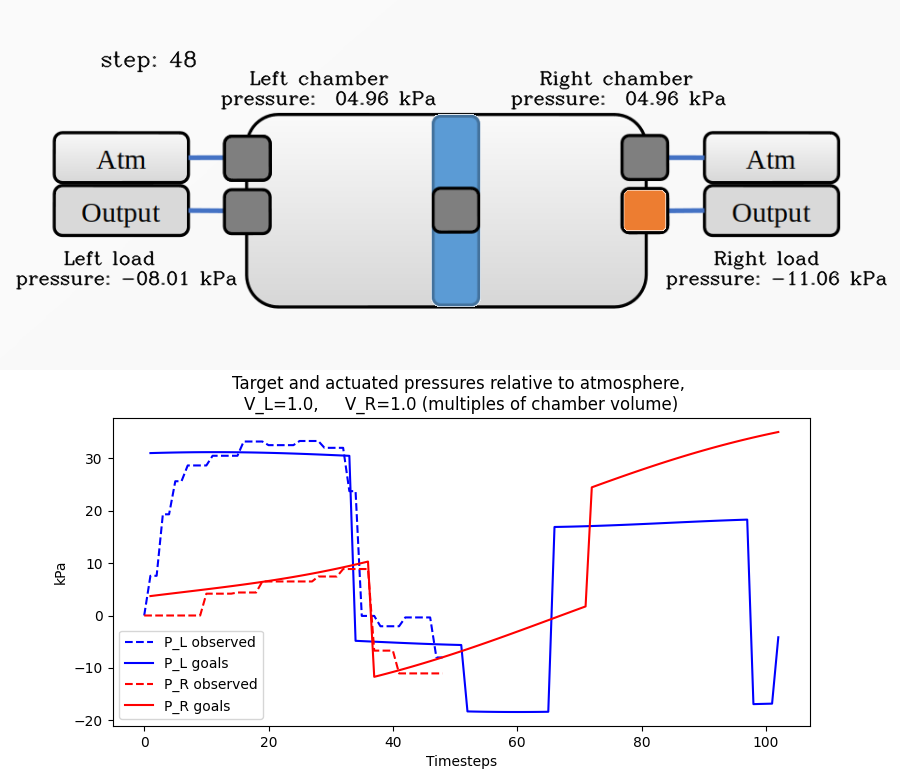 step: 48
Left chamber
pressure: 04.96 kPa
Right chamber
pressure: 04.96 kPa
Atm
Output
Atm
Output
Left load
pressure: −08.01 kPa
Right load
pressure: −11.06 kPa
Target and actuated pressures relative to atmosphere,
V_L=1.0, V_R=1.0 (multiples of chamber volume)
kPa
30
20
10
0
−10
−20
P_L observed
P_L goals
P_R observed
P_R goals
0 20 40 60 80 100
Timesteps